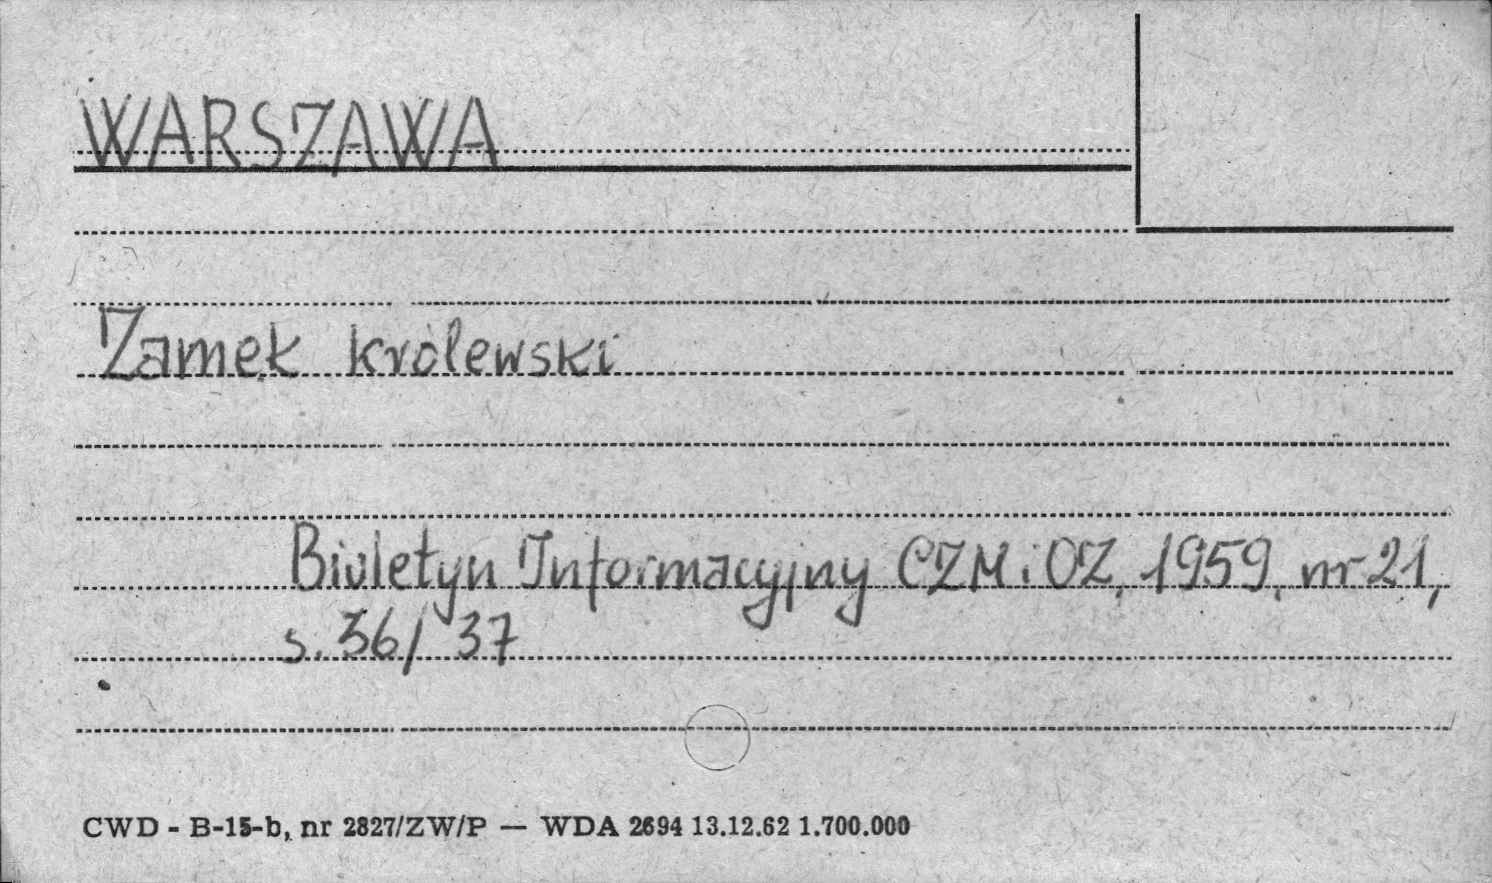 WARSZAWA
Zamek królewski
Biuletyn Informacyjny CZM i OZ, 1959, nr 21,
s. 36/37
CWD - B-15-b, nr 2827/ZW/P — WDA 2694 13.12.62 1.700.000